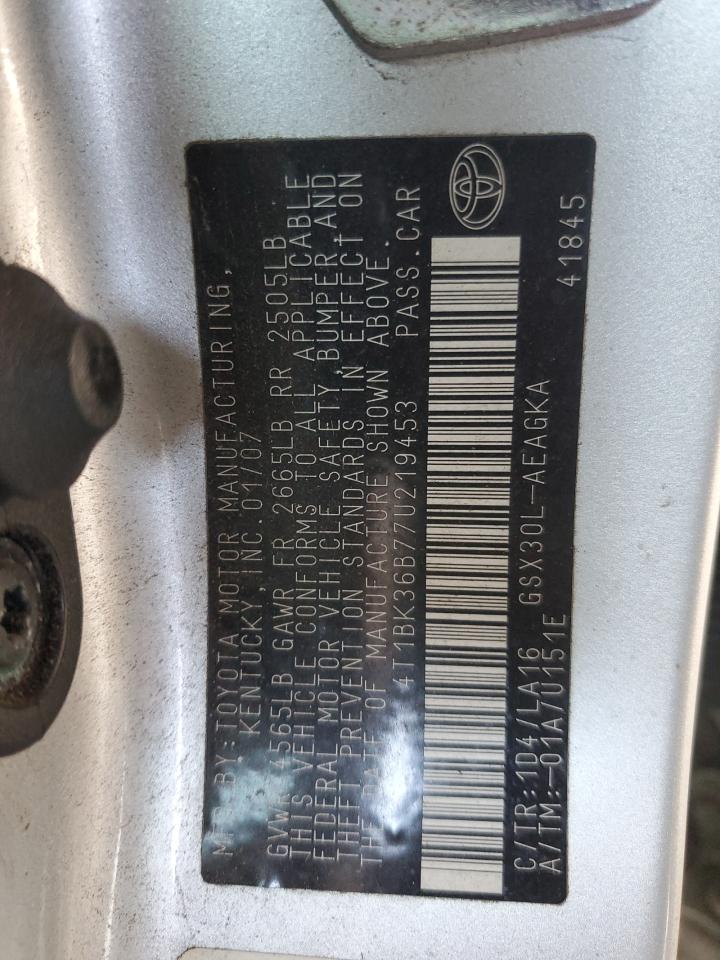 MFD BY: TOYOTA MOTOR MANUFACTURING,
KENTUCKY, INC. 01/07
GVWR 4565LB GAWR FR 2665LB RR 2505LB
THIS VEHICLE CONFORMS TO ALL APPLICABLE
FEDERAL MOTOR VEHICLE SAFETY, BUMPER, AND
THEFT PREVENTION STANDARDS IN EFFECT ON
THE DATE OF MANUFACTURE SHOWN ABOVE.
4T1BK36B77U219453 PASS.CAR
C/TR: 1D4/LA16 GSX30L-AEAGKA
A/TM: -01A/U151E 41845